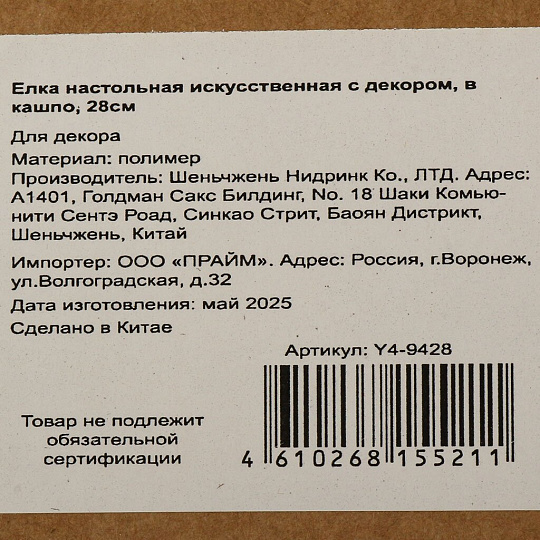 Елка настольная искусственная с декором, в
кашпо, 28см
Для декора
Материал: полимер
Производитель: Шеньчжень Нидринк Ко., ЛТД. Адрес:
А1401, Голдман Сакс Билдинг, No. 18 Шаки Комью-
нити Сентэ Роад, Синкао Стрит, Баоян Дистрикт,
Шеньчжень, Китай
Импортер: ООО «ПРАЙМ». Адрес: Россия, г.Воронеж,
ул.Волгоградская, д.32
Дата изготовления: май 2025
Сделано в Китае
Артикул: Y4-9428
Товар не подлежит
обязательной
сертификации
4 610268 155211